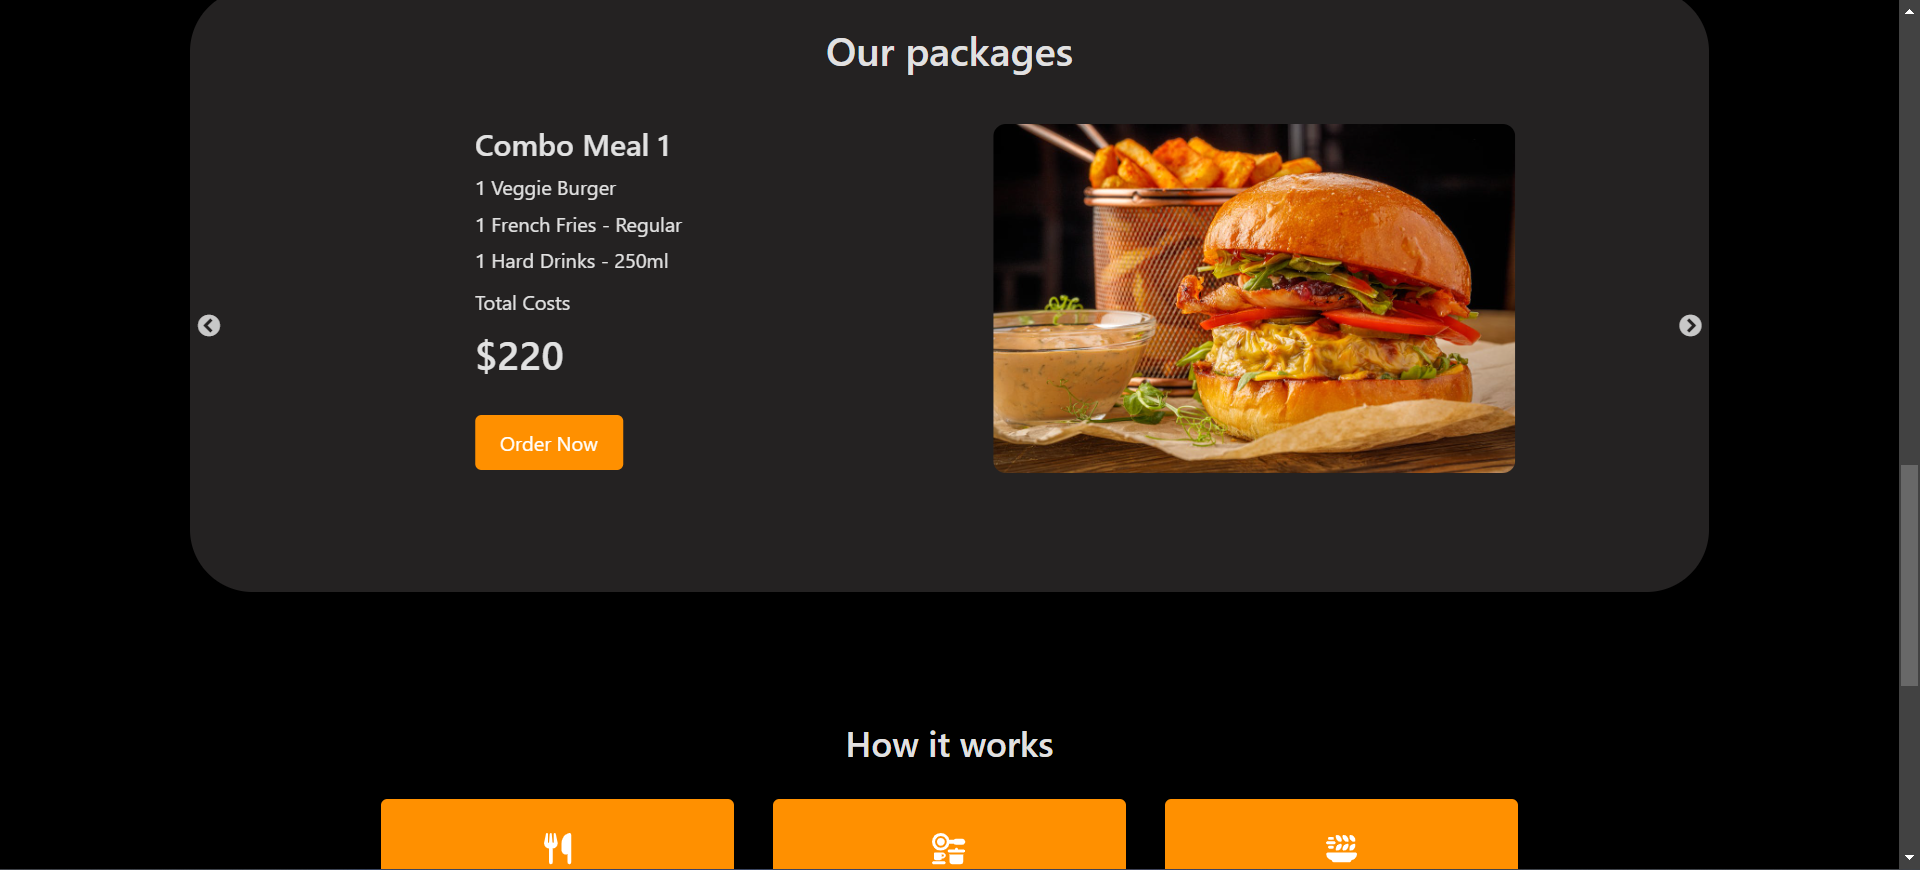 Our packages
Combo Meal 1
1 Veggie Burger
1 French Fries - Regular
1 Hard Drinks - 250ml
Total Costs
$220
Order Now
How it works